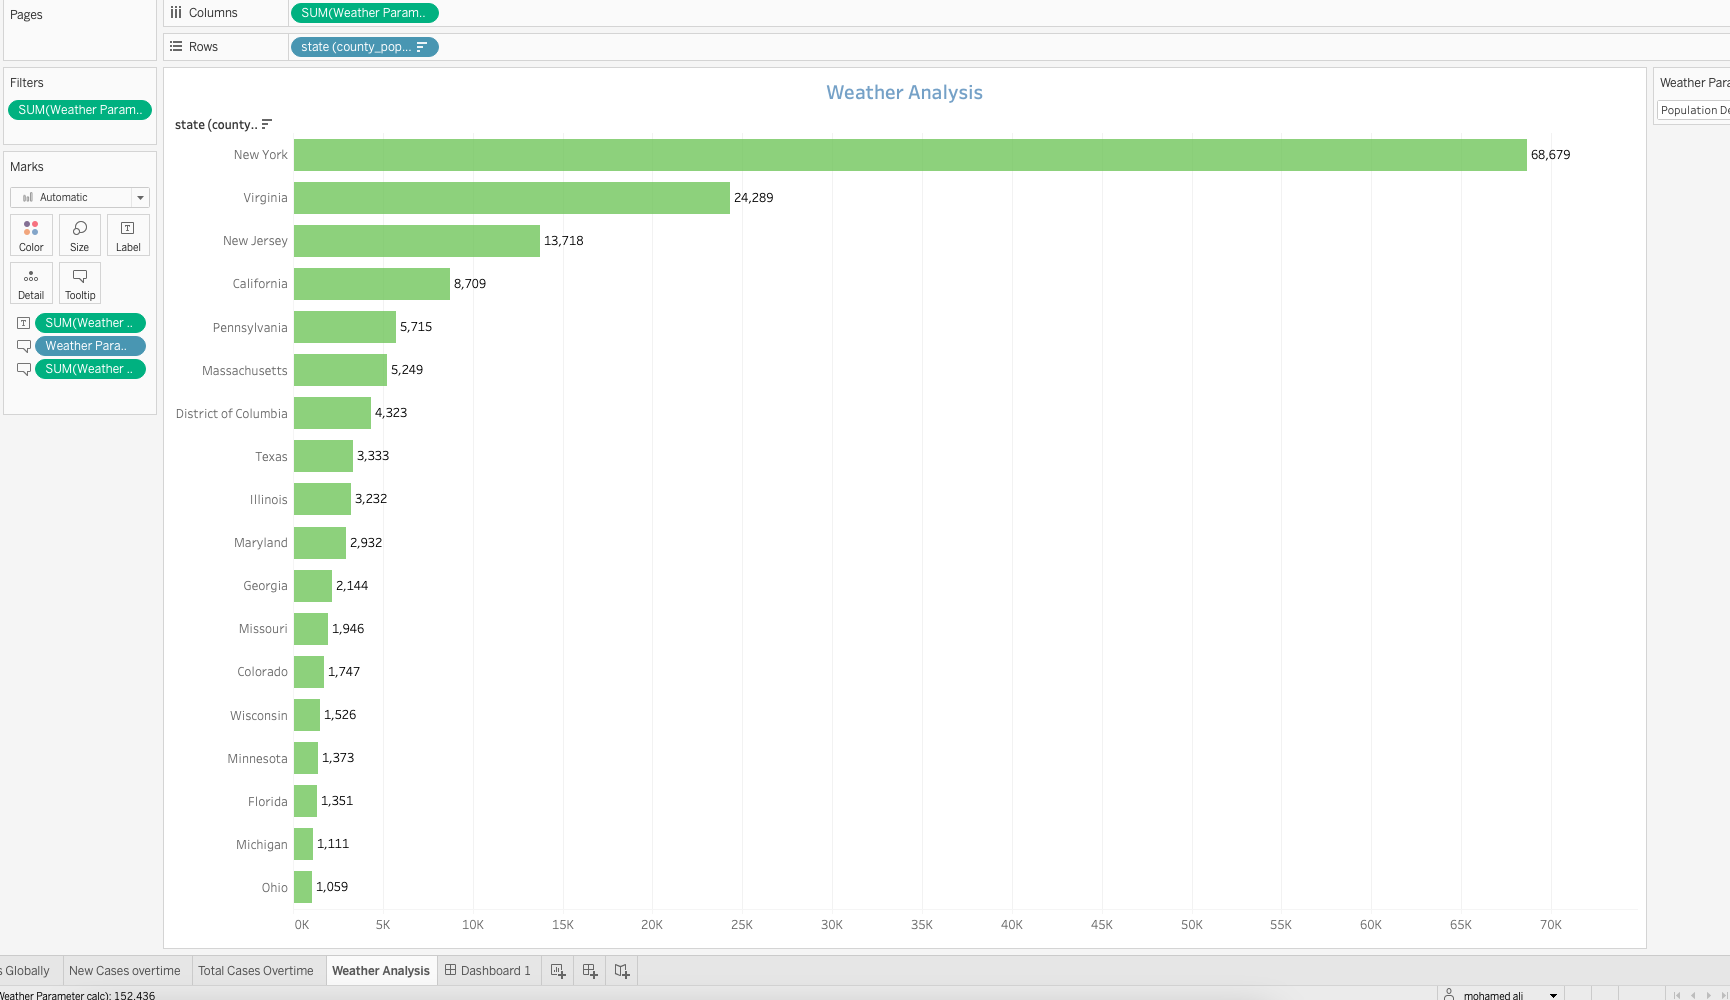 Pages
Columns
SUM(Weather Param..
Rows
state (county_pop...
Filters
SUM(Weather Param..
Marks
Automatic
Color
Size
Label
Detail
Tooltip
SUM(Weather ..
Weather Para..
SUM(Weather ..
Weather Analysis
state (county..
New York 68,679
Virginia 24,289
New Jersey 13,718
California 8,709
Pennsylvania 5,715
Massachusetts 5,249
District of Columbia 4,323
Texas 3,333
Illinois 3,232
Maryland 2,932
Georgia 2,144
Missouri 1,946
Colorado 1,747
Wisconsin 1,526
Minnesota 1,373
Florida 1,351
Michigan 1,111
Ohio 1,059
0K 5K 10K 15K 20K 25K 30K 35K 40K 45K 50K 55K 60K 65K 70K
Weather Para
Population De
s Globally New Cases overtime Total Cases Overtime Weather Analysis Dashboard 1
Weather Parameter calc): 152,436
mohamed ali